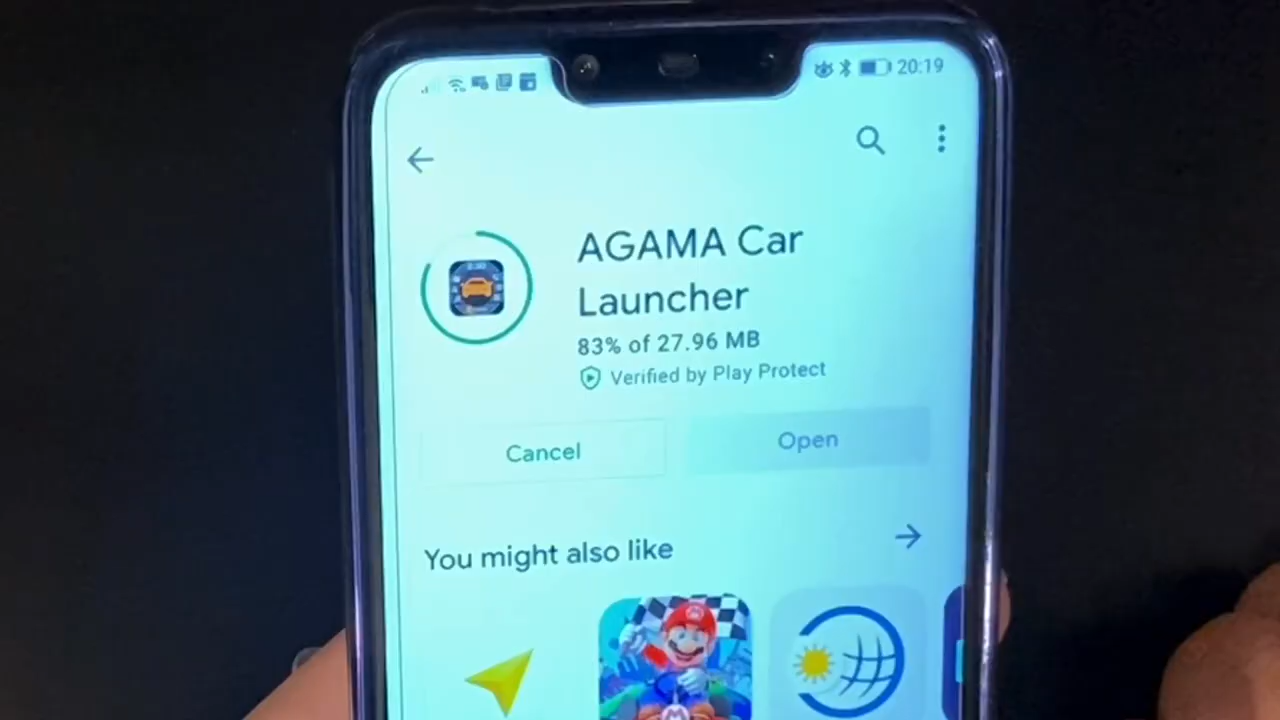 20:19
AGAMA Car
Launcher
83% of 27.96 MB
Verified by Play Protect
Cancel
Open
You might also like
M
M